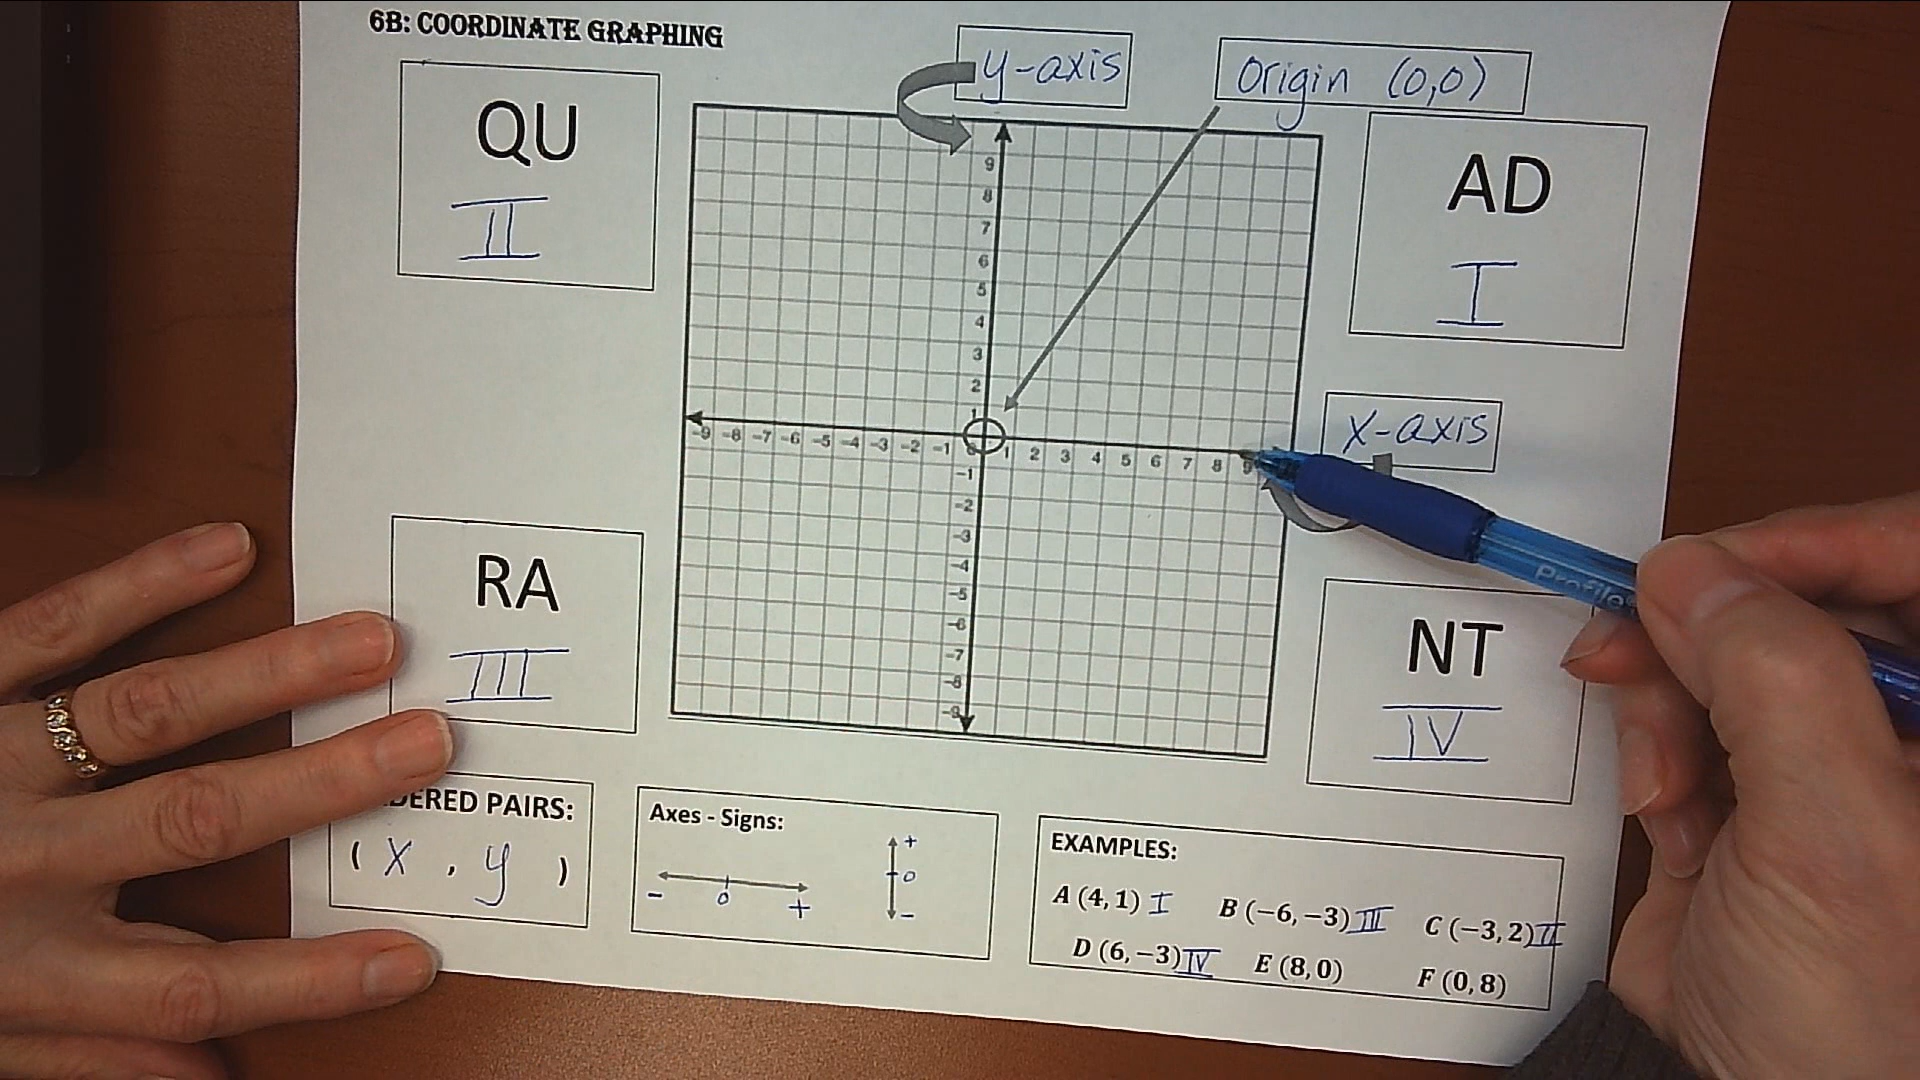 6B: COORDINATE GRAPHING
y-axis
Origin (0,0)
QU
II
AD
I
9
8
7
6
5
4
3
2
1
-9 -8 -7 -6 -5 -4 -3 -2 -1 0 1 2 3 4 5 6 7 8 9
-1
-2
-3
-4
-5
-6
-7
-8
-9
x-axis
RA
III
NT
IV
Profile
DERED PAIRS:
( x , y )
Axes - Signs:
- 0 +
+
0
-
EXAMPLES:
A (4, 1) I B (−6, −3) III C (−3, 2) II
D (6, −3) IV E (8, 0) F (0, 8)